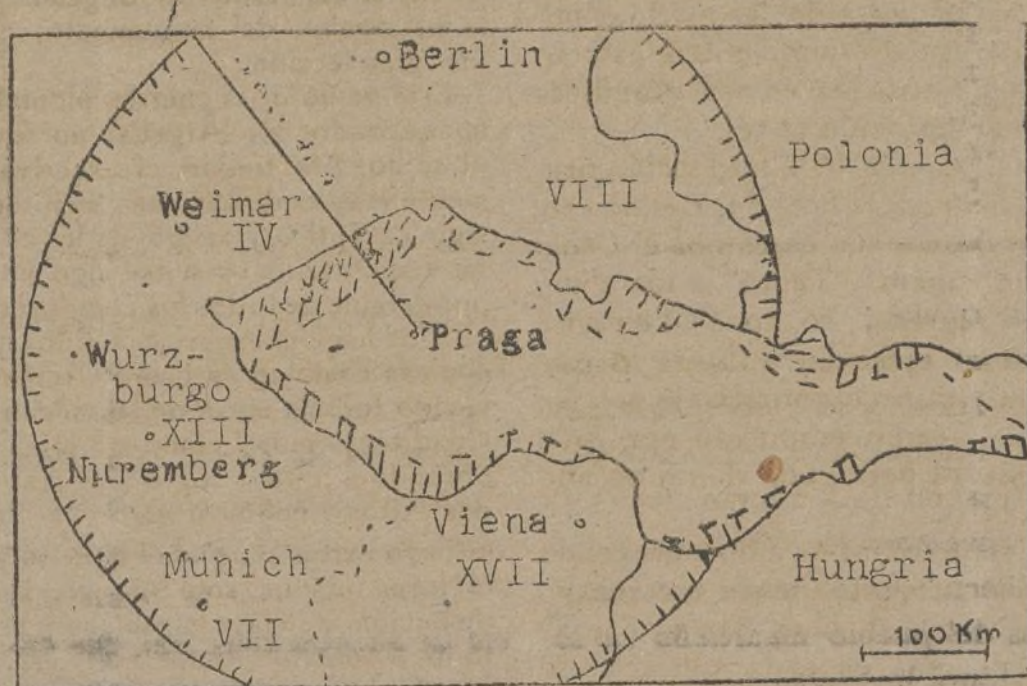 Berlin
Polonia
VIII
Weimar
IV
Praga
Wurz-
burgo
XIII
Nuremberg
Viena
XVII
Munich
VII
Hungria
100 Km